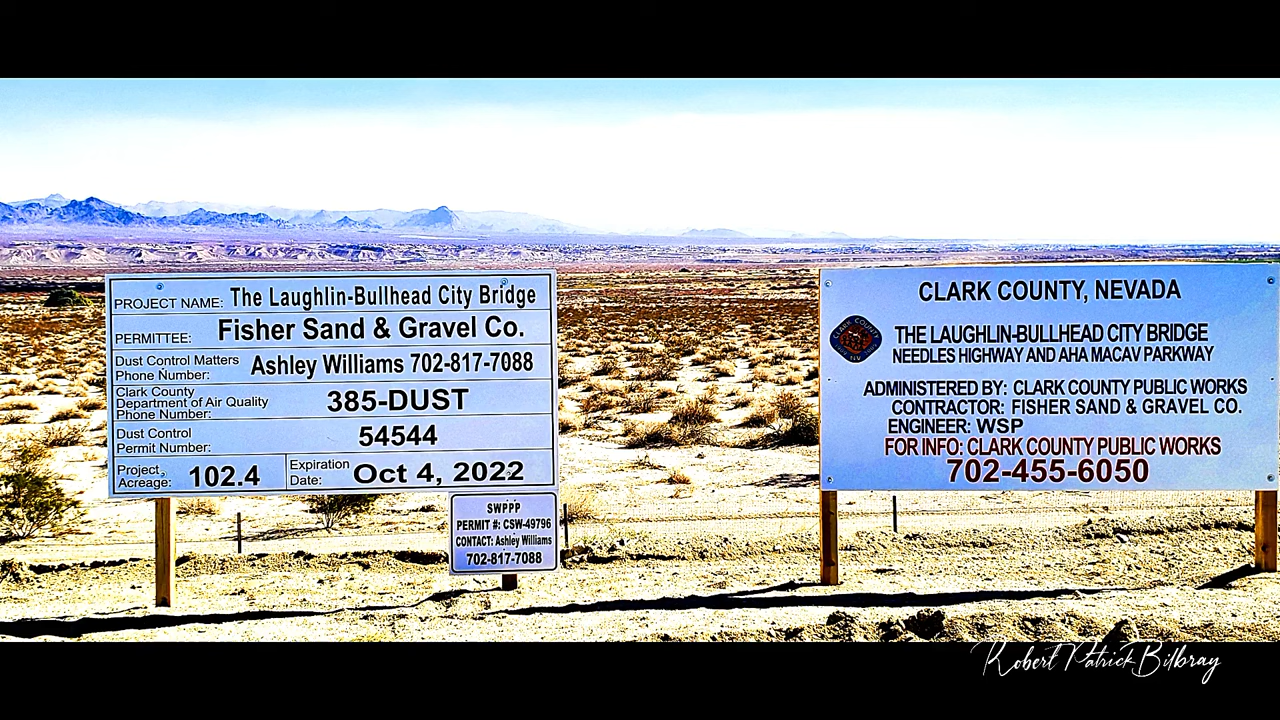 PROJECT NAME: The Laughlin-Bullhead City Bridge
PERMITTEE: Fisher Sand & Gravel Co.
Dust Control Matters
Phone Number: Ashley Williams 702-817-7088
Clark County
Department of Air Quality
Phone Number: 385-DUST
Dust Control
Permit Number: 54544
Project
Acreage: 102.4
Expiration
Date: Oct 4, 2022
SWPPP
PERMIT #: CSW-49796
CONTACT: Ashley Williams
702-817-7088
CLARK COUNTY, NEVADA
CLARK COUNTY
THE LAUGHLIN-BULLHEAD CITY BRIDGE
NEEDLES HIGHWAY AND AHA MACAV PARKWAY
ADMINISTERED BY: CLARK COUNTY PUBLIC WORKS
CONTRACTOR: FISHER SAND & GRAVEL CO.
ENGINEER: WSP
FOR INFO: CLARK COUNTY PUBLIC WORKS
702-455-6050
Robert Patrick Bilbray